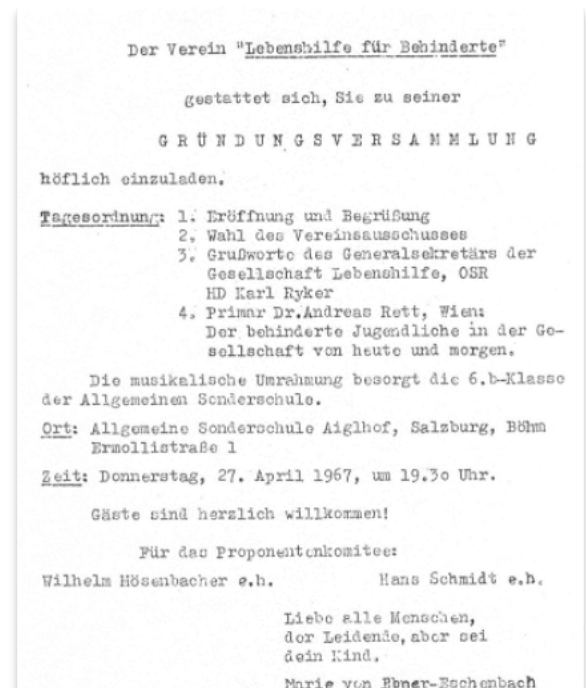 Der Verein "Lebenshilfe für Behinderte"
gestattet sich, Sie zu seiner
G R Ü N D U N G S V E R S A M M L U N G
höflich einzuladen.
Tagesordnung: 1. Eröffnung und Begrüßung
2. Wahl des Vereinsausschusses
3. Grußworte des Generalsekretärs der
Gesellschaft Lebenshilfe, OSR
HD Karl Ryker
4. Primar Dr.Andreas Rett, Wien:
Der behinderte Jugendliche in der Ge-
sellschaft von heute und morgen.
Die musikalische Umrahmung besorgt die 6.b-Klasse
der Allgemeinen Sonderschule.
Ort: Allgemeine Sonderschule Aiglhof, Salzburg, Böhm
Ermollistraße 1
Zeit: Donnerstag, 27. April 1967, um 19.30 Uhr.
Gäste sind herzlich willkommen!
Für das Proponentenkomitee:
Wilhelm Hösenbacher e.h. Hans Schmidt e.h.
Liebe alle Menschen,
der Leidende, aber sei
dein Kind.
Marie von Ebner-Eschenbach